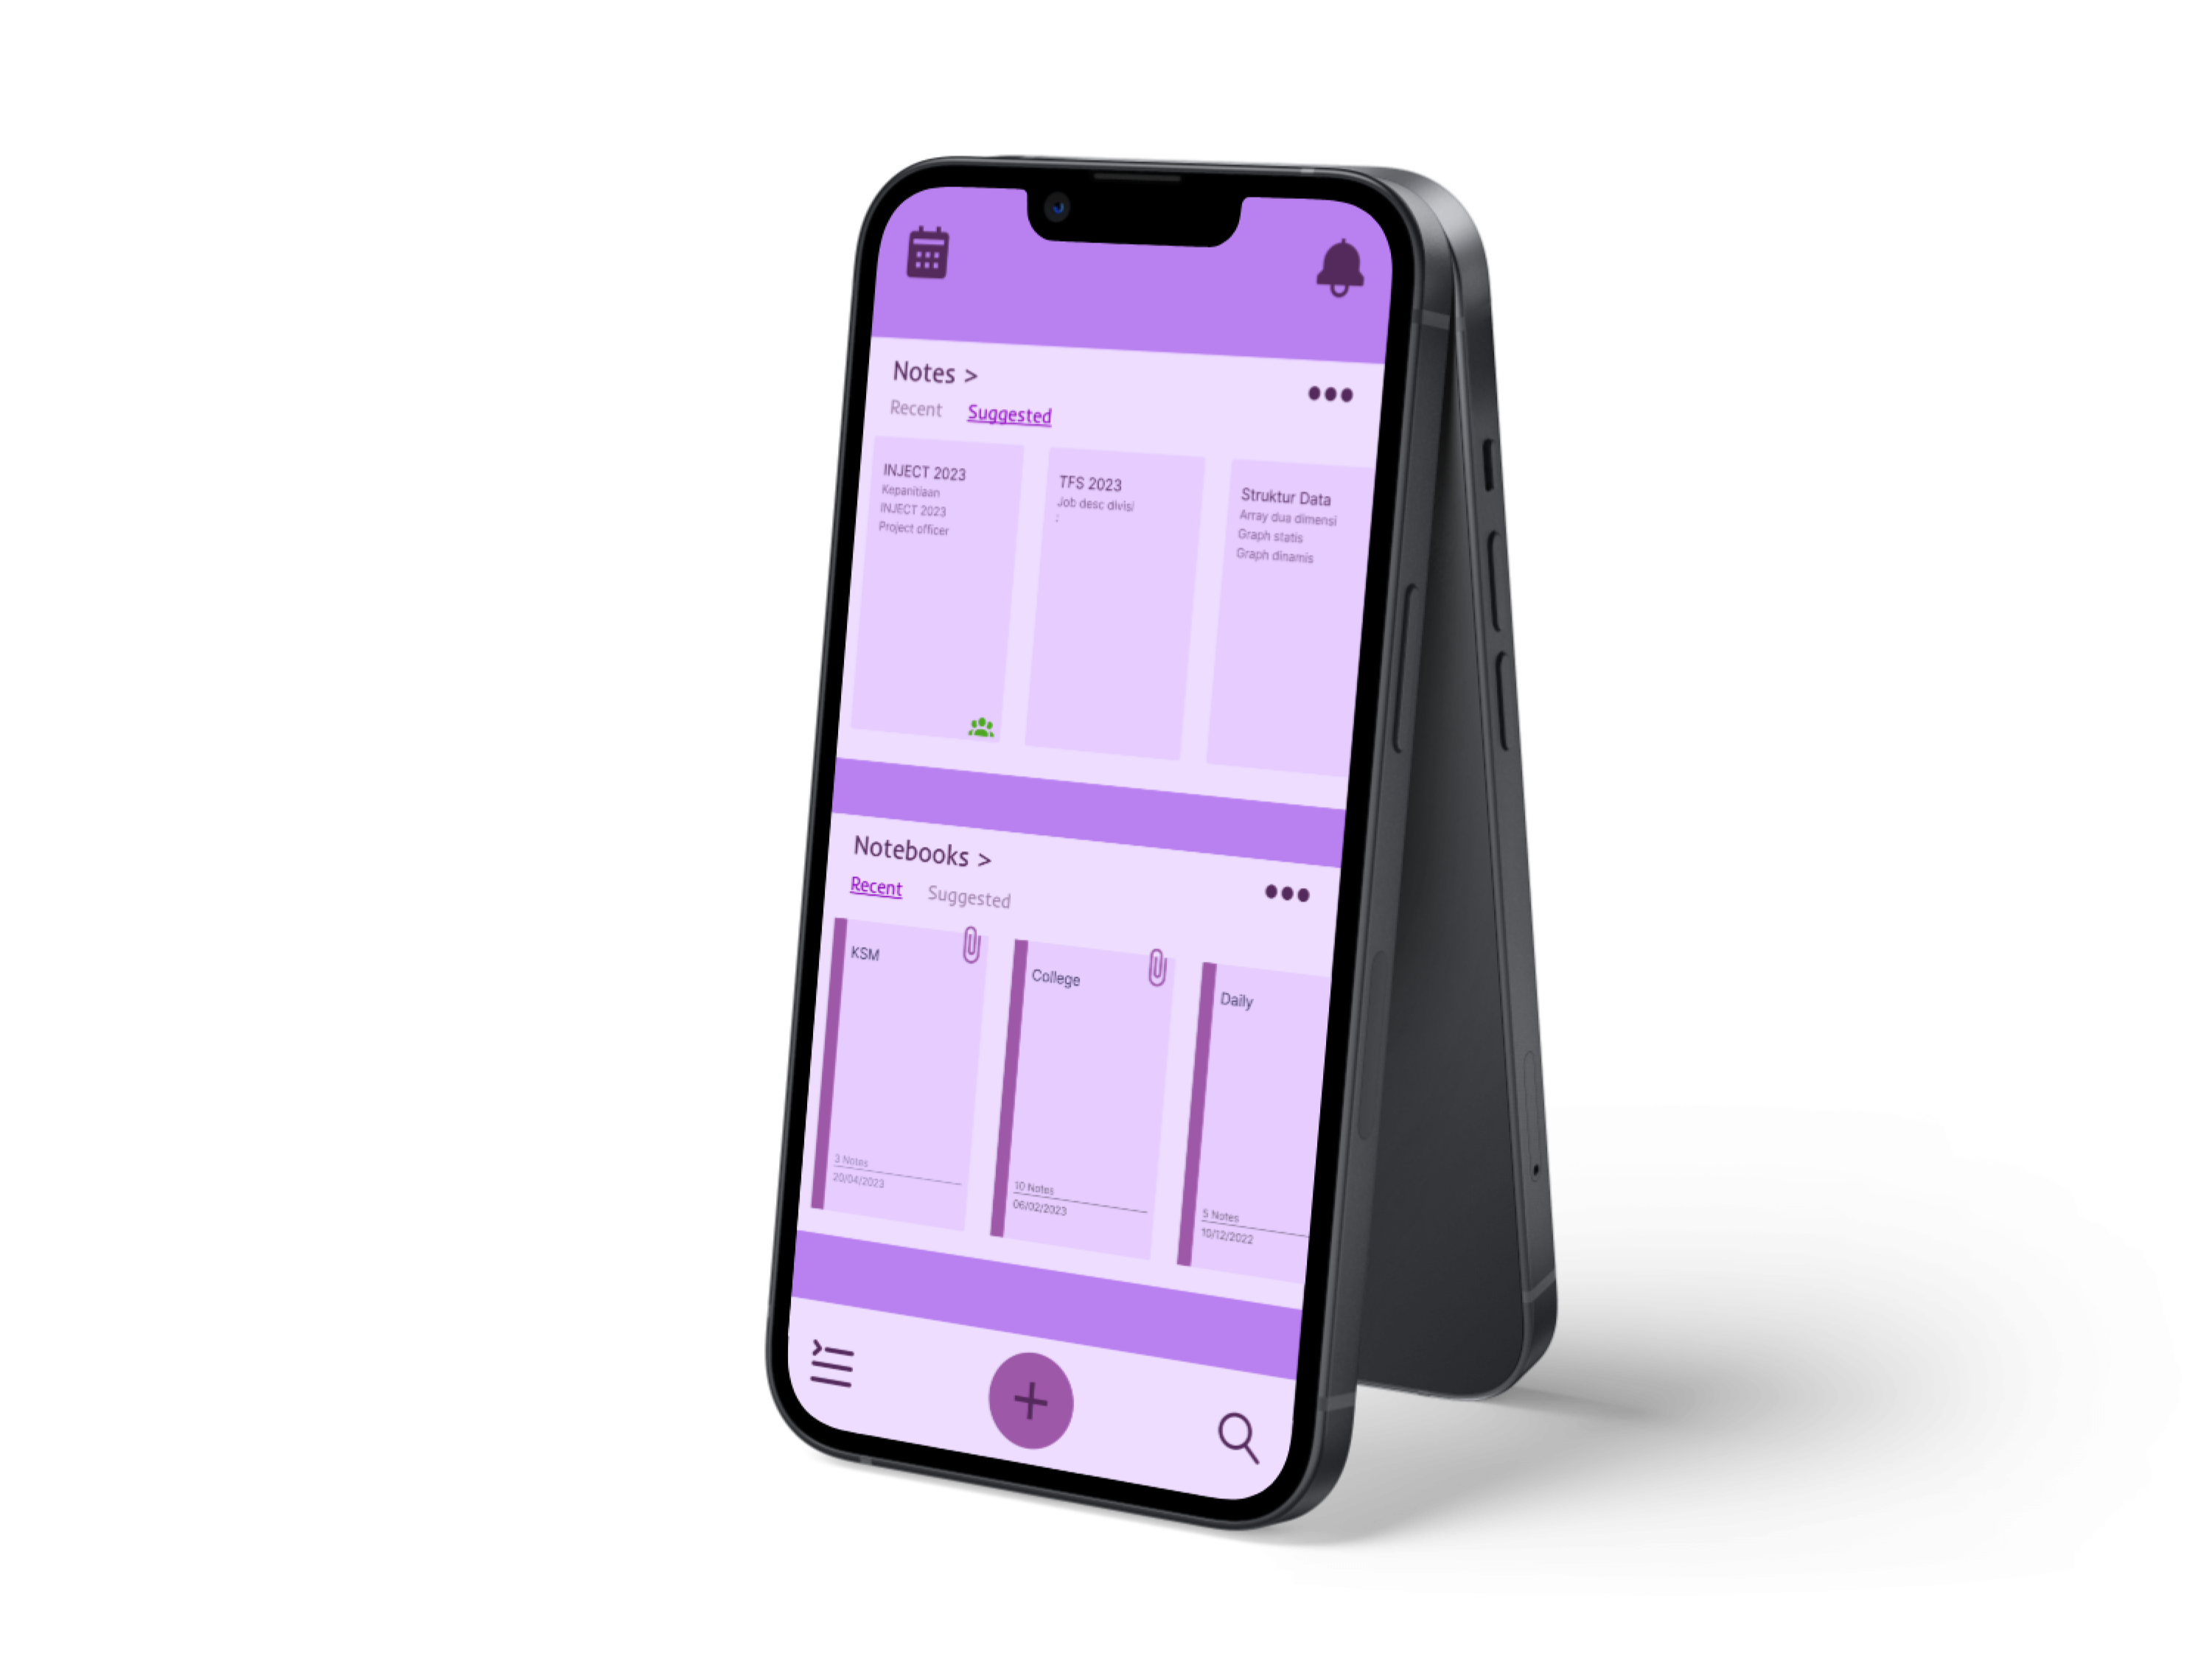 Notes >
Recent Suggested
INJECT 2023
Kepanitiaan
INJECT 2023
Project officer
TFS 2023
Job desc divisi
:
Struktur Data
Array dua dimensi
Graph statis
Graph dinamis
Notebooks >
Recent Suggested
KSM
3 Notes
20/04/2023
College
10 Notes
06/02/2023
Daily
5 Notes
10/12/2022